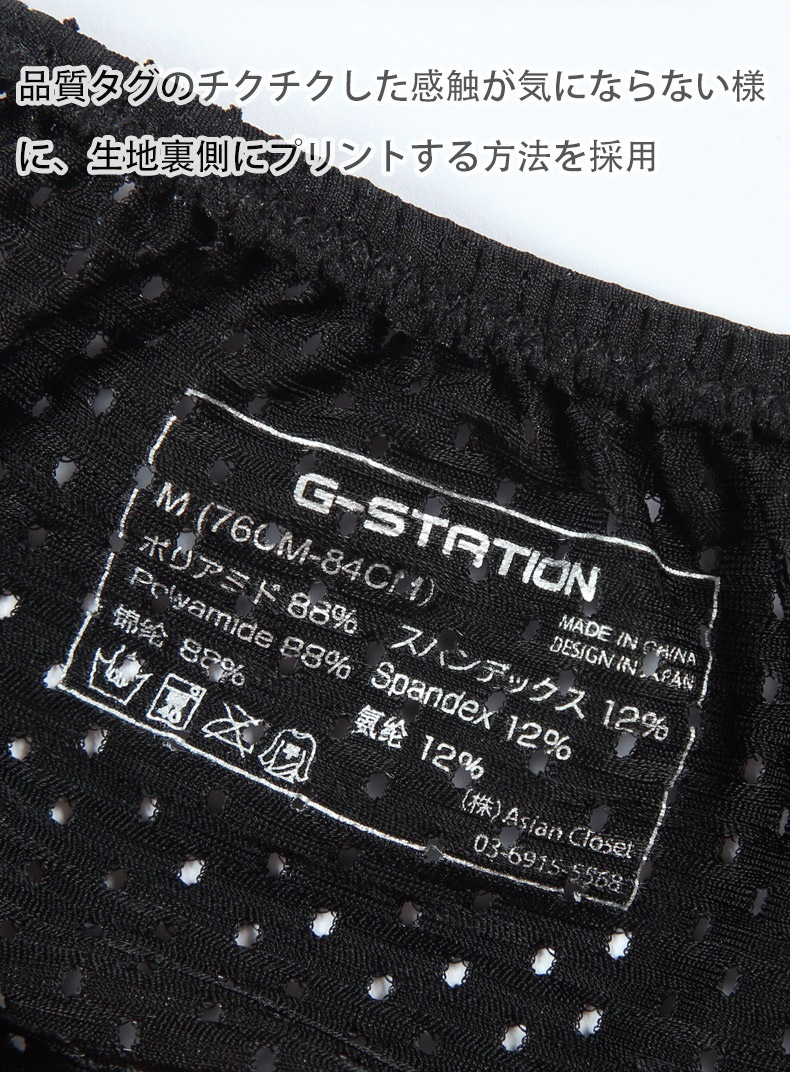 品質タグのチクチクした感触が気にならない様
に、生地裏側にプリントする方法を採用
G-STATION
M (76CM-84CM)
MADE IN CHINA
DESIGN IN JAPAN
ポリアミド 88% スパンデックス 12%
Polyamide 88% Spandex 12%
锦纶 88% 氨纶 12%
(株) Asian Closet
03-6915-5568